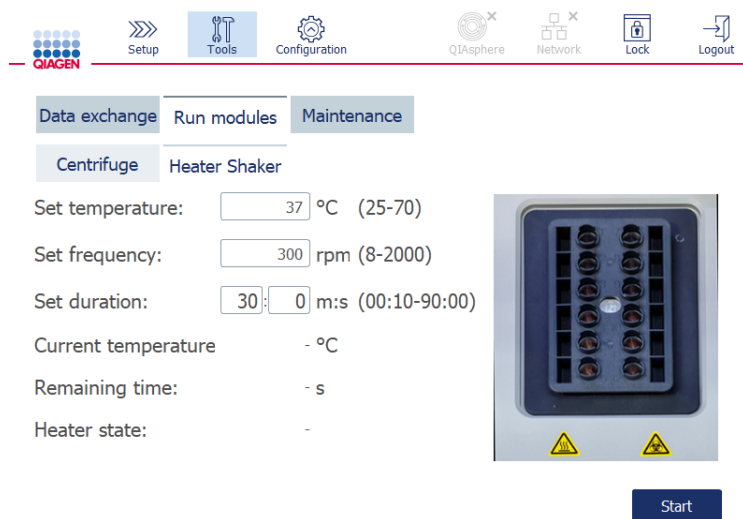 QIAGEN
Setup
Tools
Configuration
QIAsphere
Network
Lock
Logout
Data exchange Run modules Maintenance
Centrifuge Heater Shaker
Set temperature: 37 °C (25-70)
Set frequency: 300 rpm (8-2000)
Set duration: 30 : 0 m:s (00:10-90:00)
Current temperature - °C
Remaining time: - s
Heater state: -
Start